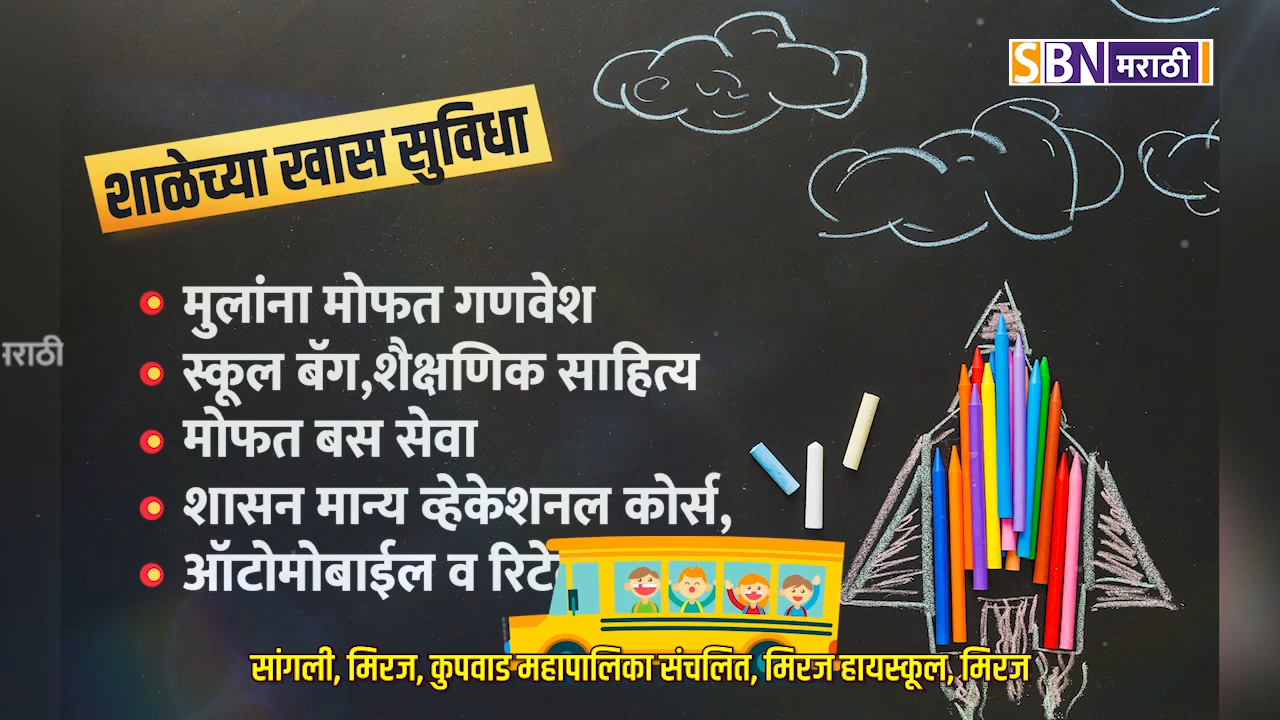 SBN मराठी
शाळेच्या खास सुविधा
मुलांना मोफत गणवेश
स्कूल बॅग,शैक्षणिक साहित्य
मराठी
मोफत बस सेवा
शासन मान्य व्हेकेशनल कोर्स,
ऑटोमोबाईल व
सांगली, मिरज, कुपवाड महापालिका संचलित, मिरज हायस्कूल, मिरज